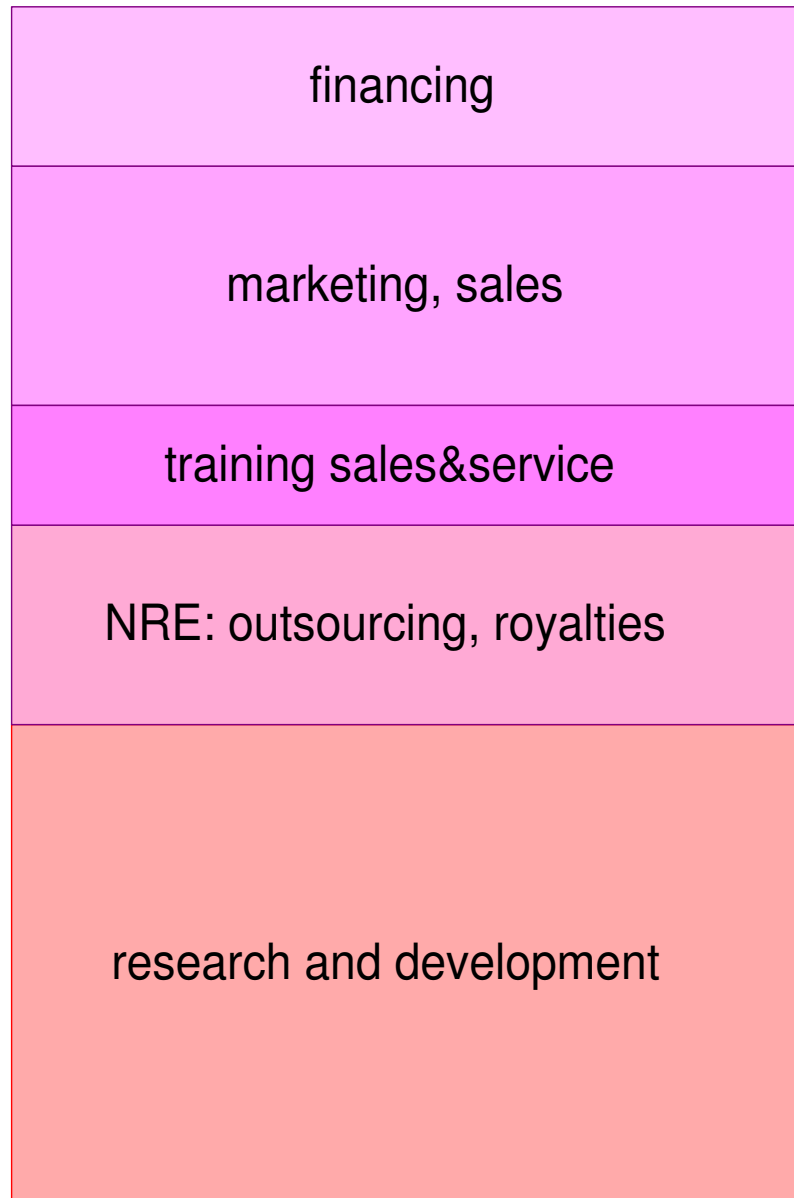 financing
marketing, sales
training sales&service
NRE: outsourcing, royalties
research and development